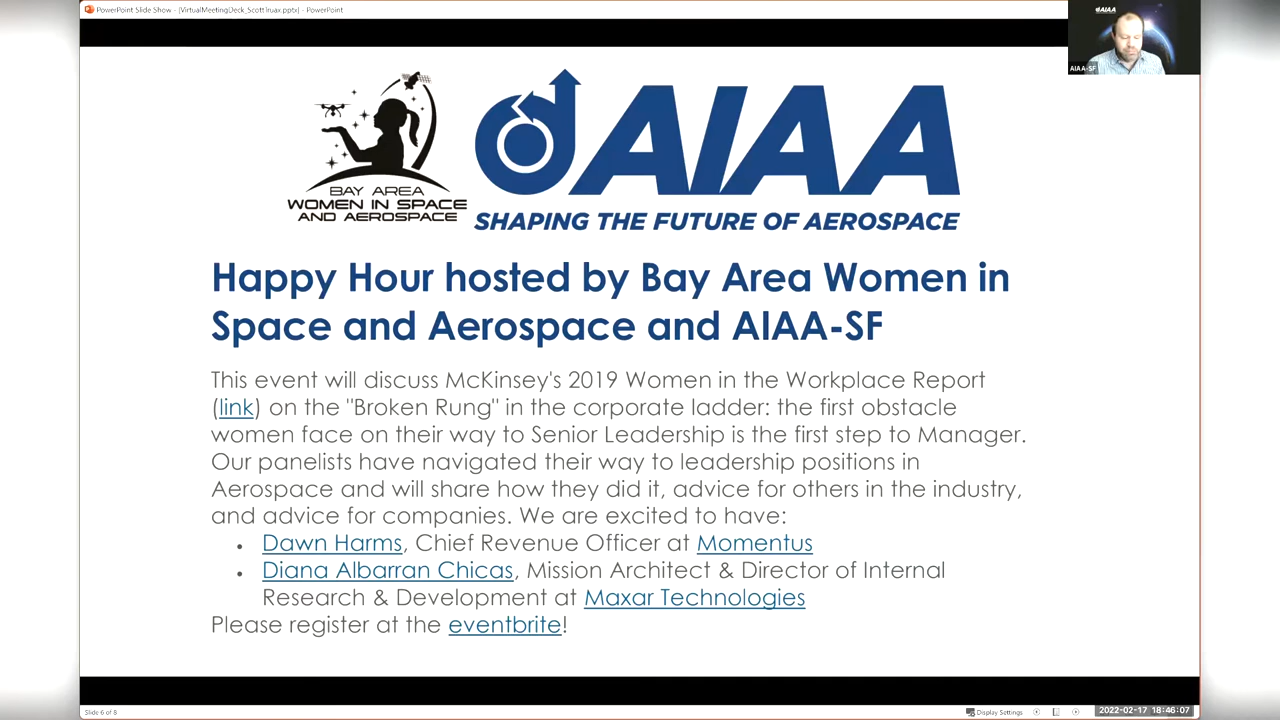 PowerPoint Slide Show - [VirtualMeetingDeck_ScottTruax.pptx] - PowerPoint
AIAA
AIAA-SF
BAY AREA
WOMEN IN SPACE
AND AEROSPACE
AIAA
SHAPING THE FUTURE OF AEROSPACE
Happy Hour hosted by Bay Area Women in
Space and Aerospace and AIAA-SF
This event will discuss McKinsey's 2019 Women in the Workplace Report
(link) on the "Broken Rung" in the corporate ladder: the first obstacle
women face on their way to Senior Leadership is the first step to Manager.
Our panelists have navigated their way to leadership positions in
Aerospace and will share how they did it, advice for others in the industry,
and advice for companies. We are excited to have:
• Dawn Harms, Chief Revenue Officer at Momentus
• Diana Albarran Chicas, Mission Architect & Director of Internal
Research & Development at Maxar Technologies
Please register at the eventbrite!
Slide 6 of 8
Display Settings
2022-02-17 18:46:07